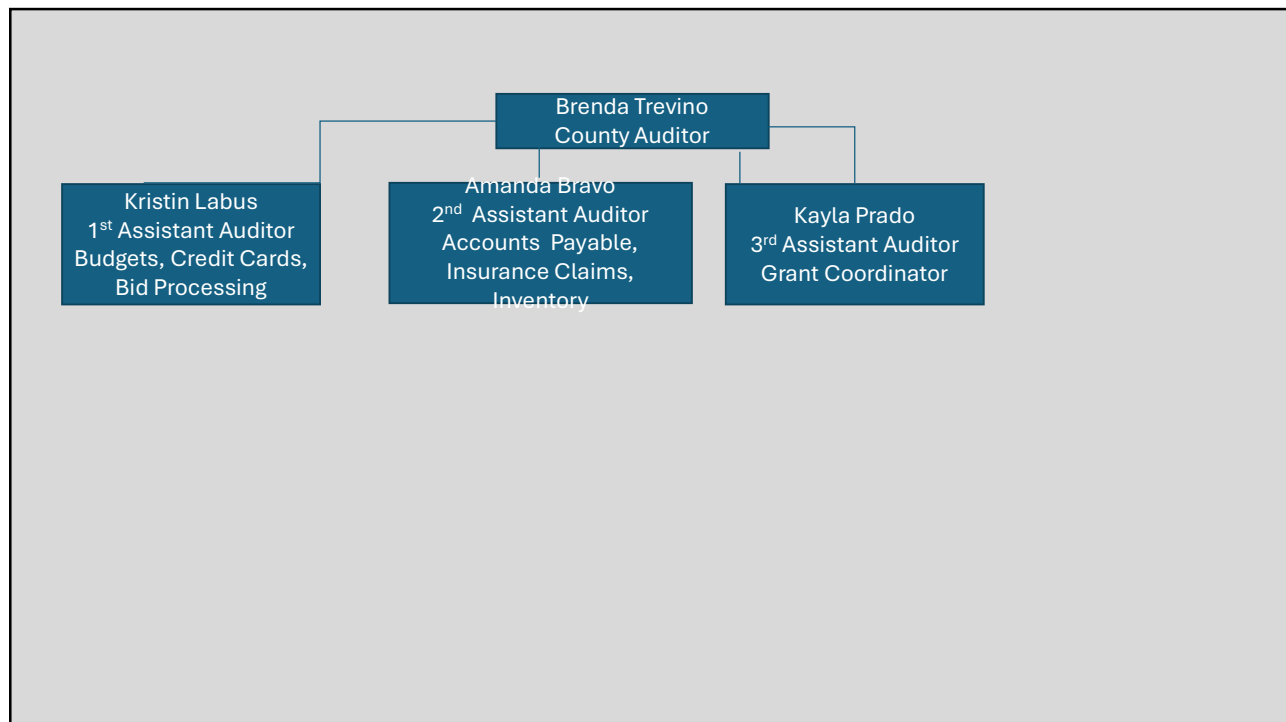 Brenda Trevino
County Auditor
Kristin Labus
1st Assistant Auditor
Budgets, Credit Cards,
Bid Processing
Amanda Bravo
2nd Assistant Auditor
Accounts Payable,
Insurance Claims,
Inventory
Kayla Prado
3rd Assistant Auditor
Grant Coordinator